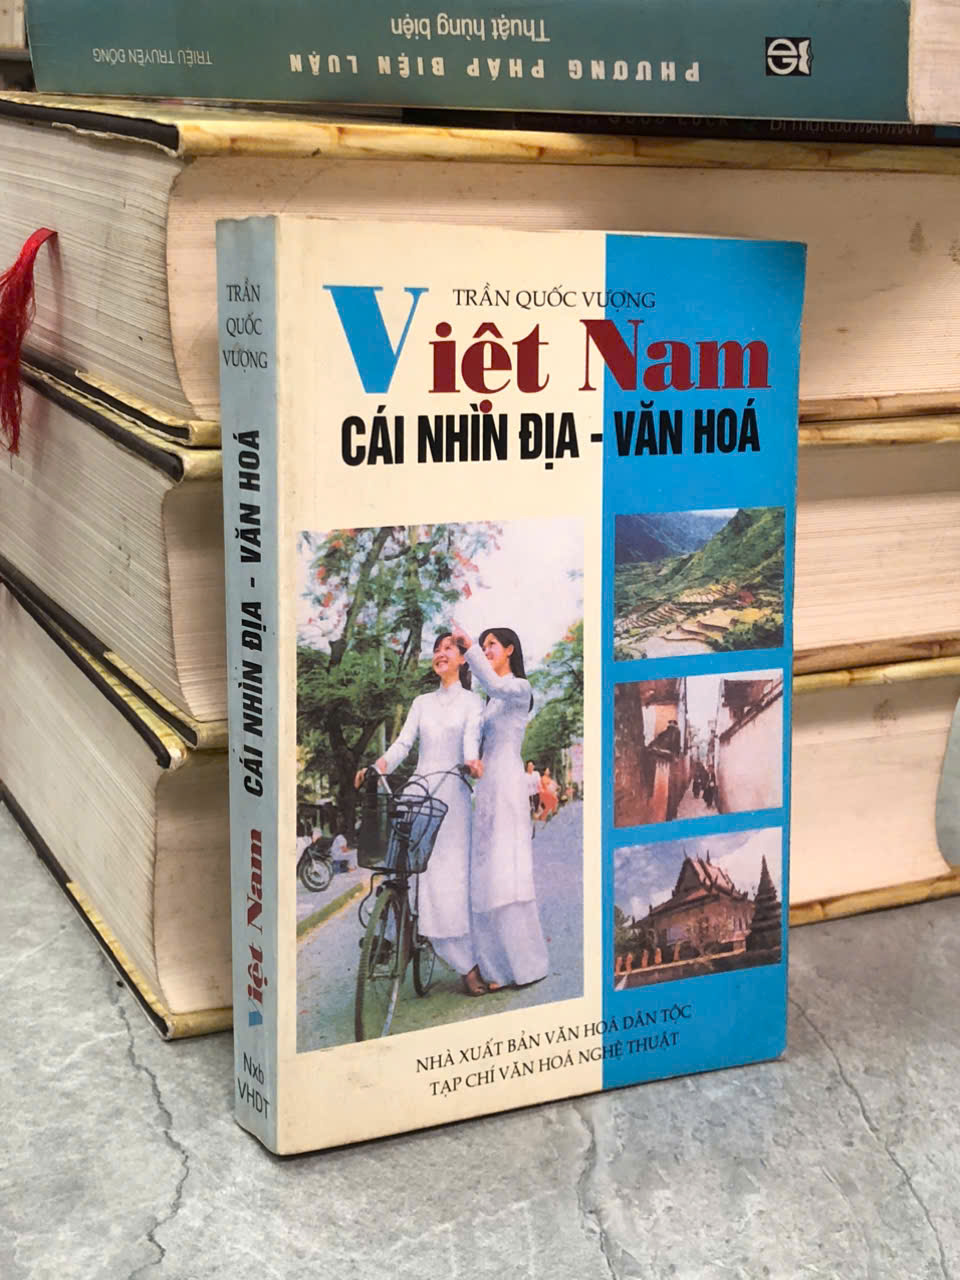 Thuật hùng biện
PHƯƠNG PHÁP BIỆN LUẬN
TRIỆU TRUYỀN ĐỐNG
TRẦN
QUỐC
VƯỢNG
CÁI NHÌN ĐỊA - VĂN HOÁ
Việt Nam
Nxb
VHDT
TRẦN QUỐC VƯỢNG
Việt Nam
CÁI NHÌN ĐỊA - VĂN HOÁ
NHÀ XUẤT BẢN VĂN HOÁ DÂN TỘC
TẠP CHÍ VĂN HOÁ NGHỆ THUẬT